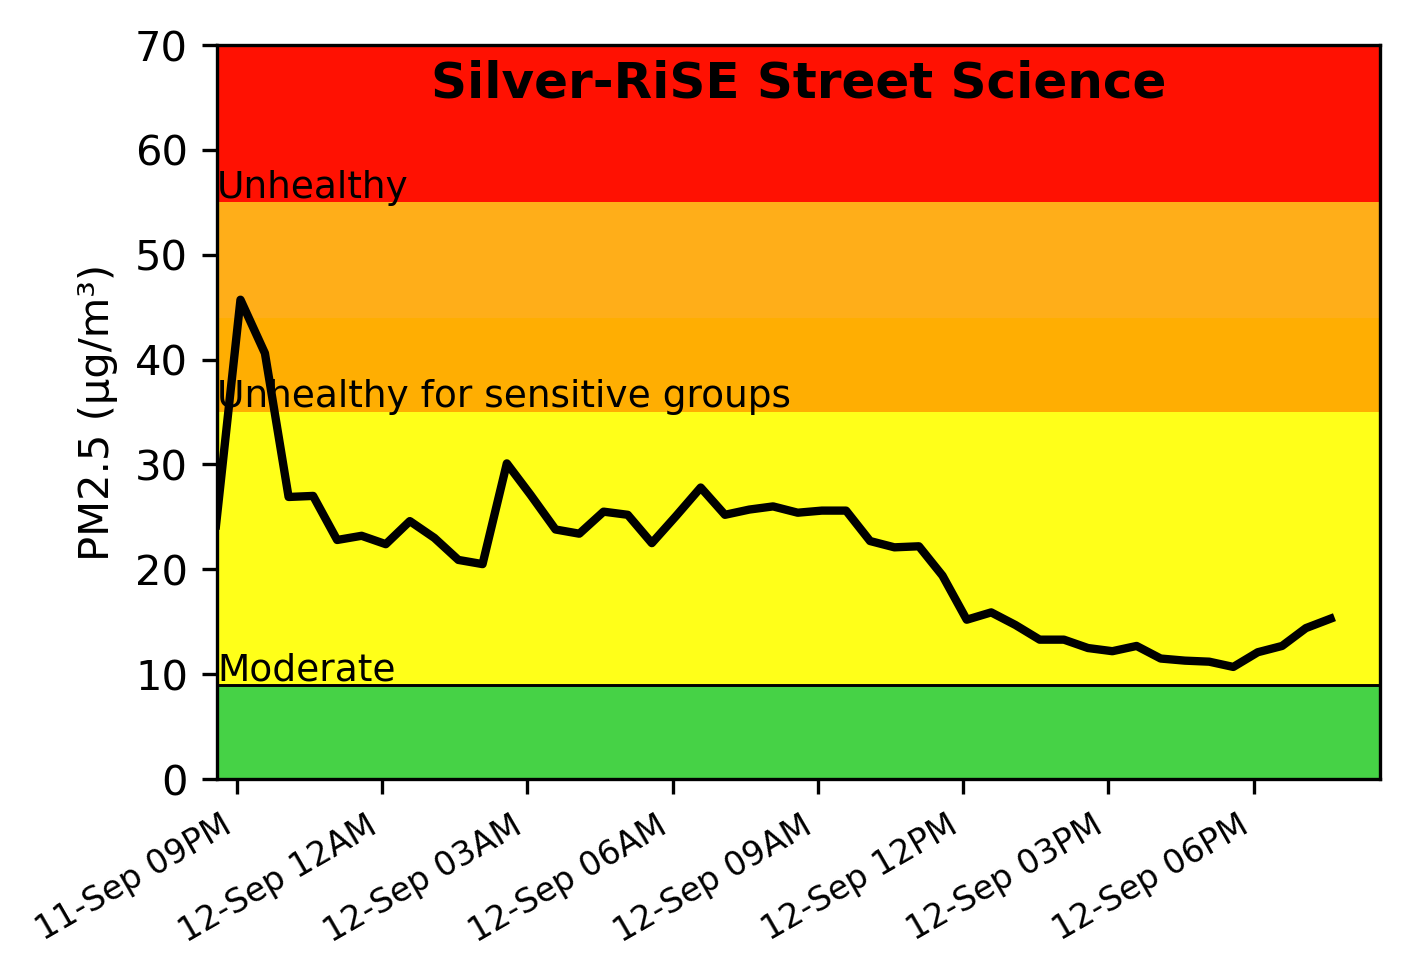 Silver-RiSE Street Science
70
60
Unhealthy
50
40
Unhealthy for sensitive groups
30
20
10
Moderate
0
PM2.5 (µg/m³)
11-Sep 09PM
12-Sep 12AM
12-Sep 03AM
12-Sep 06AM
12-Sep 09AM
12-Sep 12PM
12-Sep 03PM
12-Sep 06PM